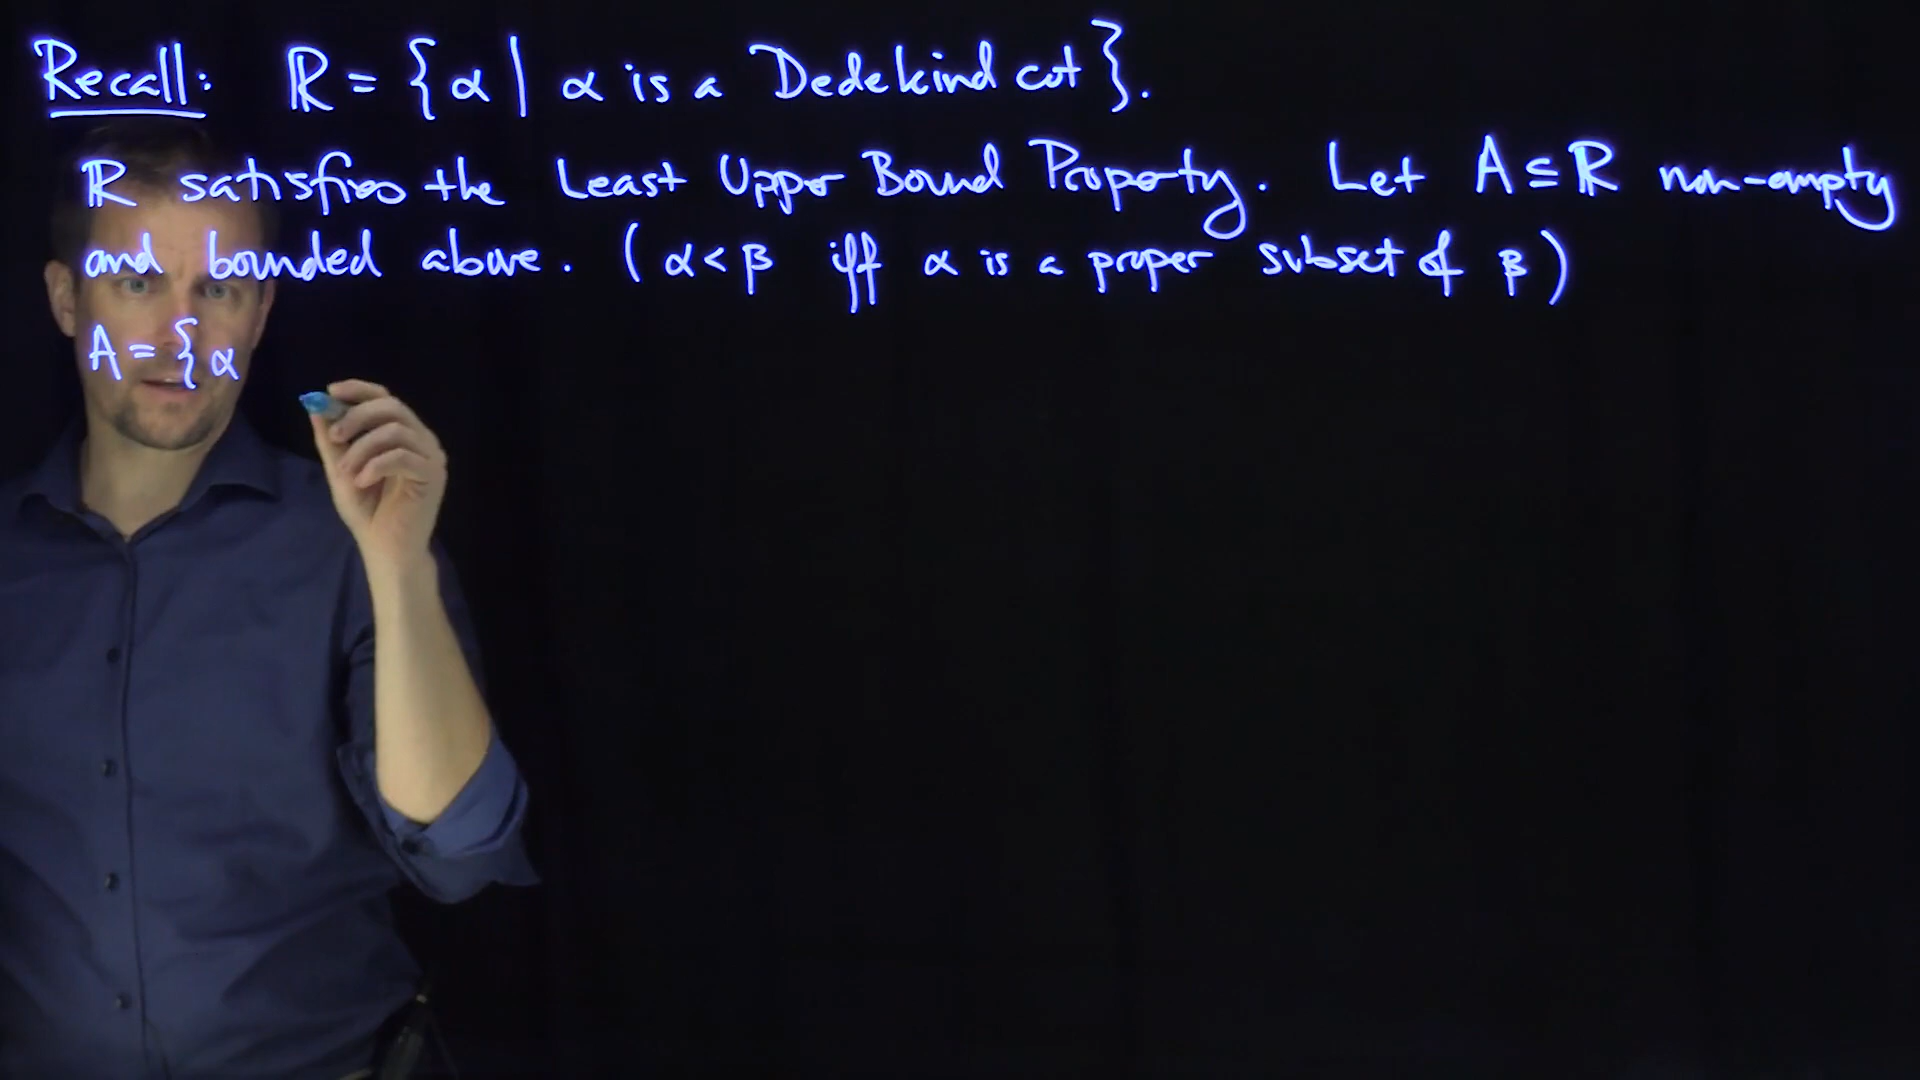 Recall: ℝ = { α | α is a Dedekind cut }.
ℝ satisfies the Least Upper Bound Property. Let A ⊆ ℝ non-empty
and bounded above. ( α < β iff α is a proper subset of β )
A = { α